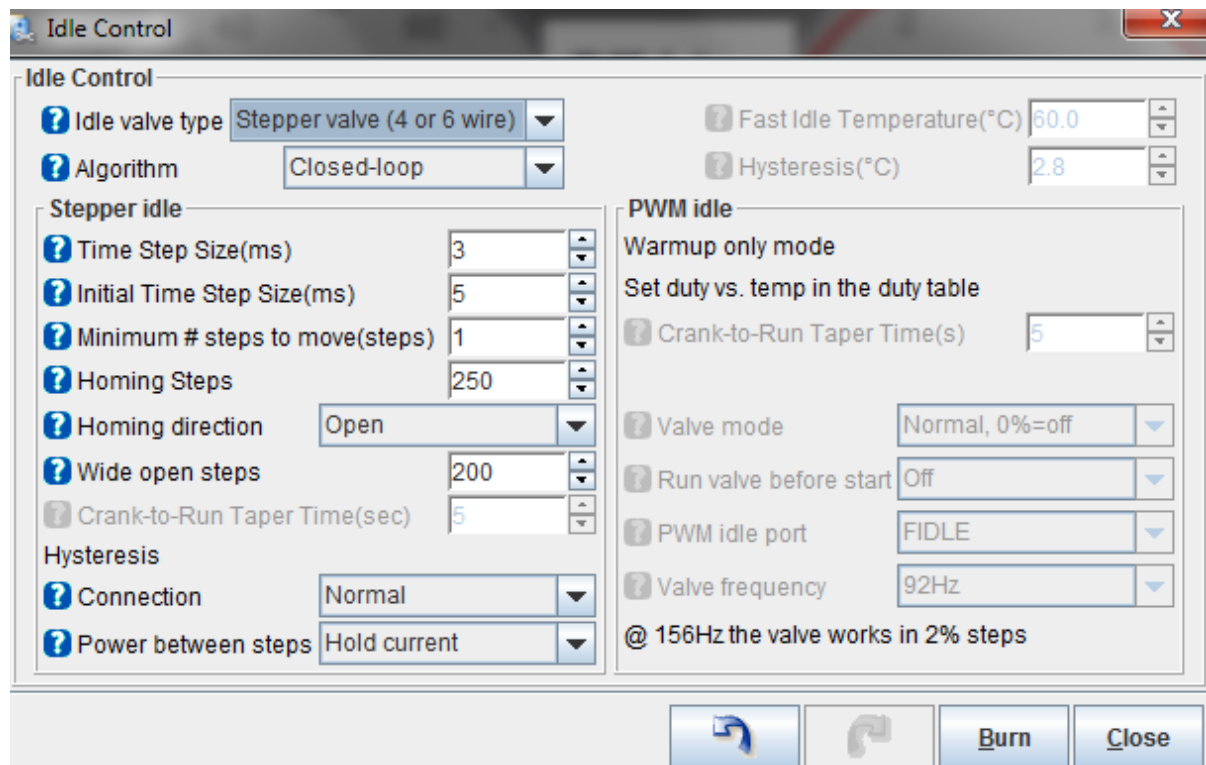 Idle Control
Idle Control
Idle valve type Stepper valve (4 or 6 wire)
Fast Idle Temperature(°C) 60.0
Algorithm Closed-loop
Hysteresis(°C) 2.8
Stepper idle
Time Step Size(ms) 3
Initial Time Step Size(ms) 5
Minimum # steps to move(steps) 1
Homing Steps 250
Homing direction Open
Wide open steps 200
Crank-to-Run Taper Time(sec) 5
Hysteresis
Connection Normal
Power between steps Hold current
PWM idle
Warmup only mode
Set duty vs. temp in the duty table
Crank-to-Run Taper Time(s) 5
Valve mode Normal, 0%=off
Run valve before start Off
PWM idle port FIDLE
Valve frequency 92Hz
@ 156Hz the valve works in 2% steps
Burn Close